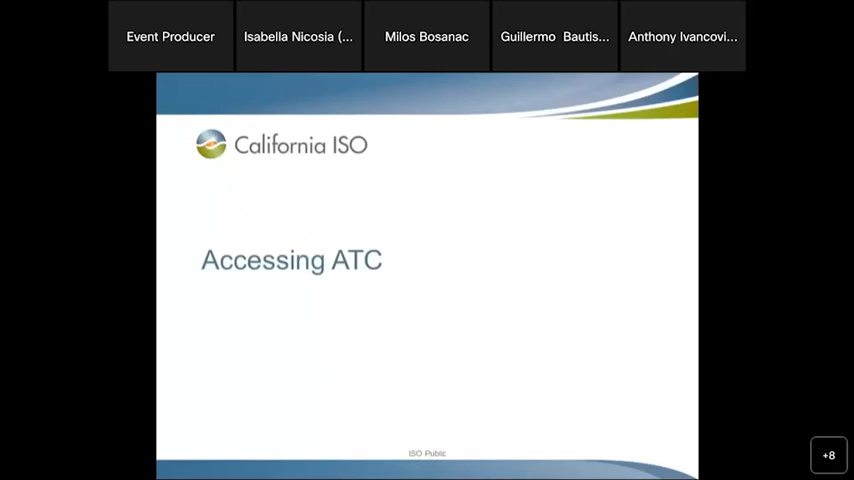 Event Producer
Isabella Nicosia (...
Milos Bosanac
Guillermo Bautis...
Anthony Ivancovi...
California ISO
Accessing ATC
ISO Public
+8